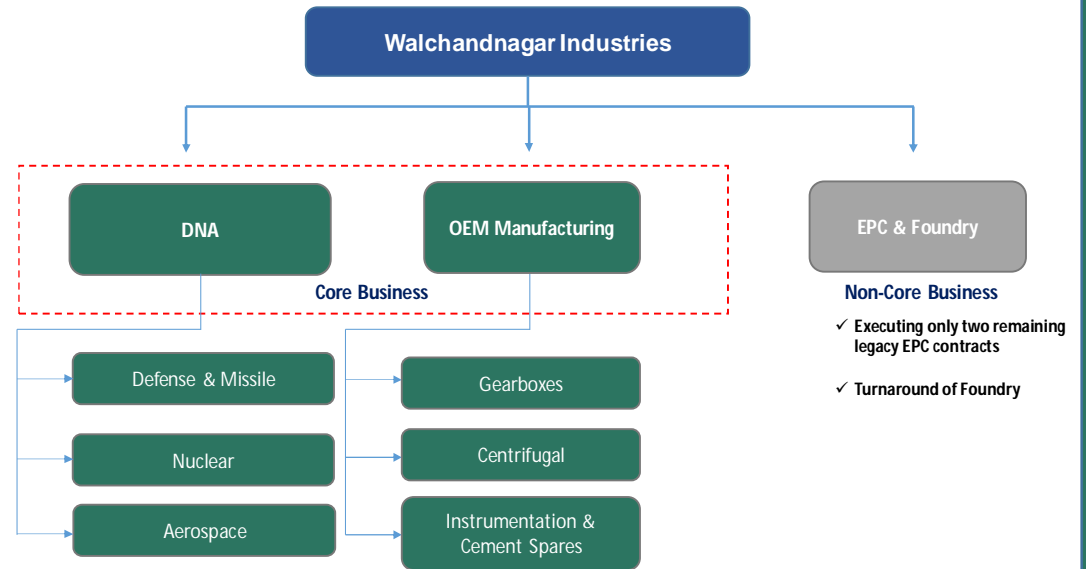 Walchandnagar Industries
DNA
OEM Manufacturing
EPC & Foundry
Core Business
Non-Core Business
✓ Executing only two remaining
legacy EPC contracts
✓ Turnaround of Foundry
Defense & Missile
Nuclear
Aerospace
Gearboxes
Centrifugal
Instrumentation &
Cement Spares